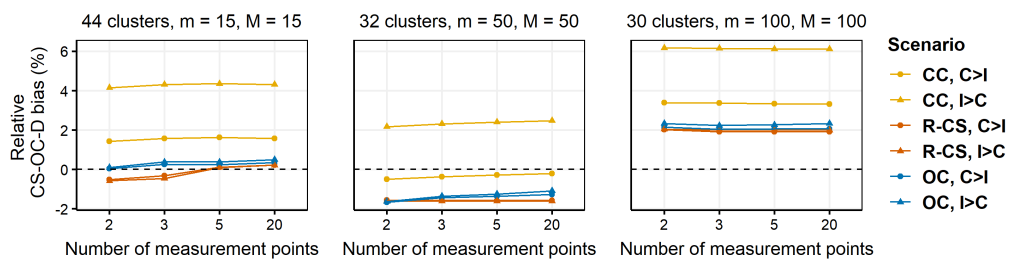 44 clusters, m = 15, M = 15
32 clusters, m = 50, M = 50
30 clusters, m = 100, M = 100
Relative
CS-OC-D bias (%)
6
4
2
0
-2
2 3 5 20
2 3 5 20
2 3 5 20
Number of measurement points
Number of measurement points
Number of measurement points
Scenario
CC, C>I
CC, I>C
R-CS, C>I
R-CS, I>C
OC, C>I
OC, I>C